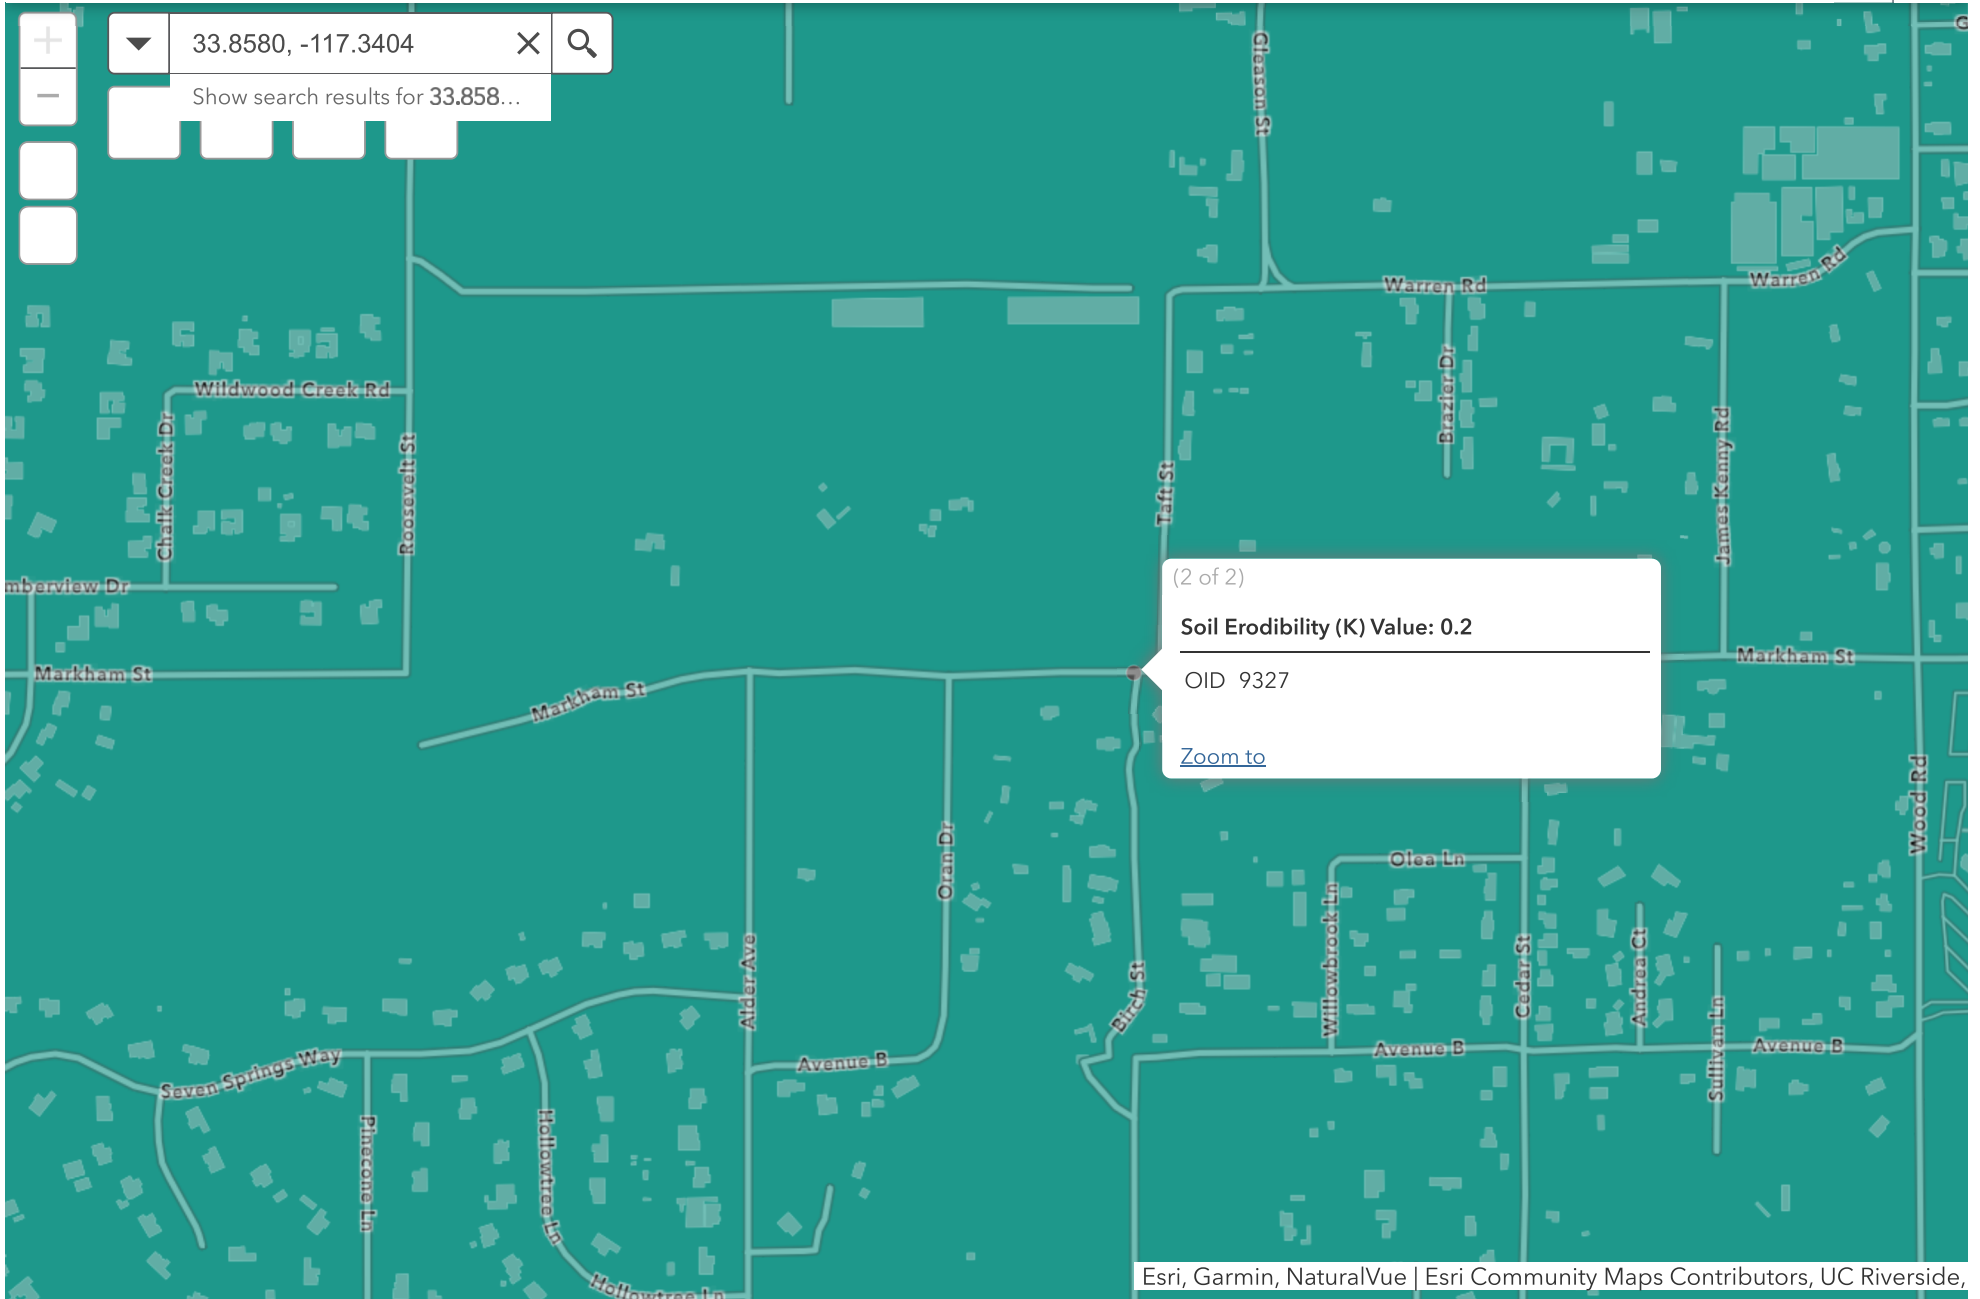 33.8580, -117.3404
Show search results for 33.858...
Gleason St
G
Warren Rd
Warren Rd
Wildwood Creek Rd
Chalk Creek Dr
Roosevelt St
Taft St
Brazier Dr
James Kenny Rd
mberview Dr
(2 of 2)
Soil Erodibility (K) Value: 0.2
OID 9327
Zoom to
Markham St
Markham St
Markham St
Wood Rd
Oran Dr
Olea Ln
Willowbrook Ln
Alder Ave
Birch St
Cedar St
Andrea Ct
Sullivan Ln
Avenue B
Avenue B
Avenue B
Seven Springs Way
Pinecone Ln
Hollowtree Ln
Hollowtree Ln
Esri, Garmin, NaturalVue | Esri Community Maps Contributors, UC Riverside,